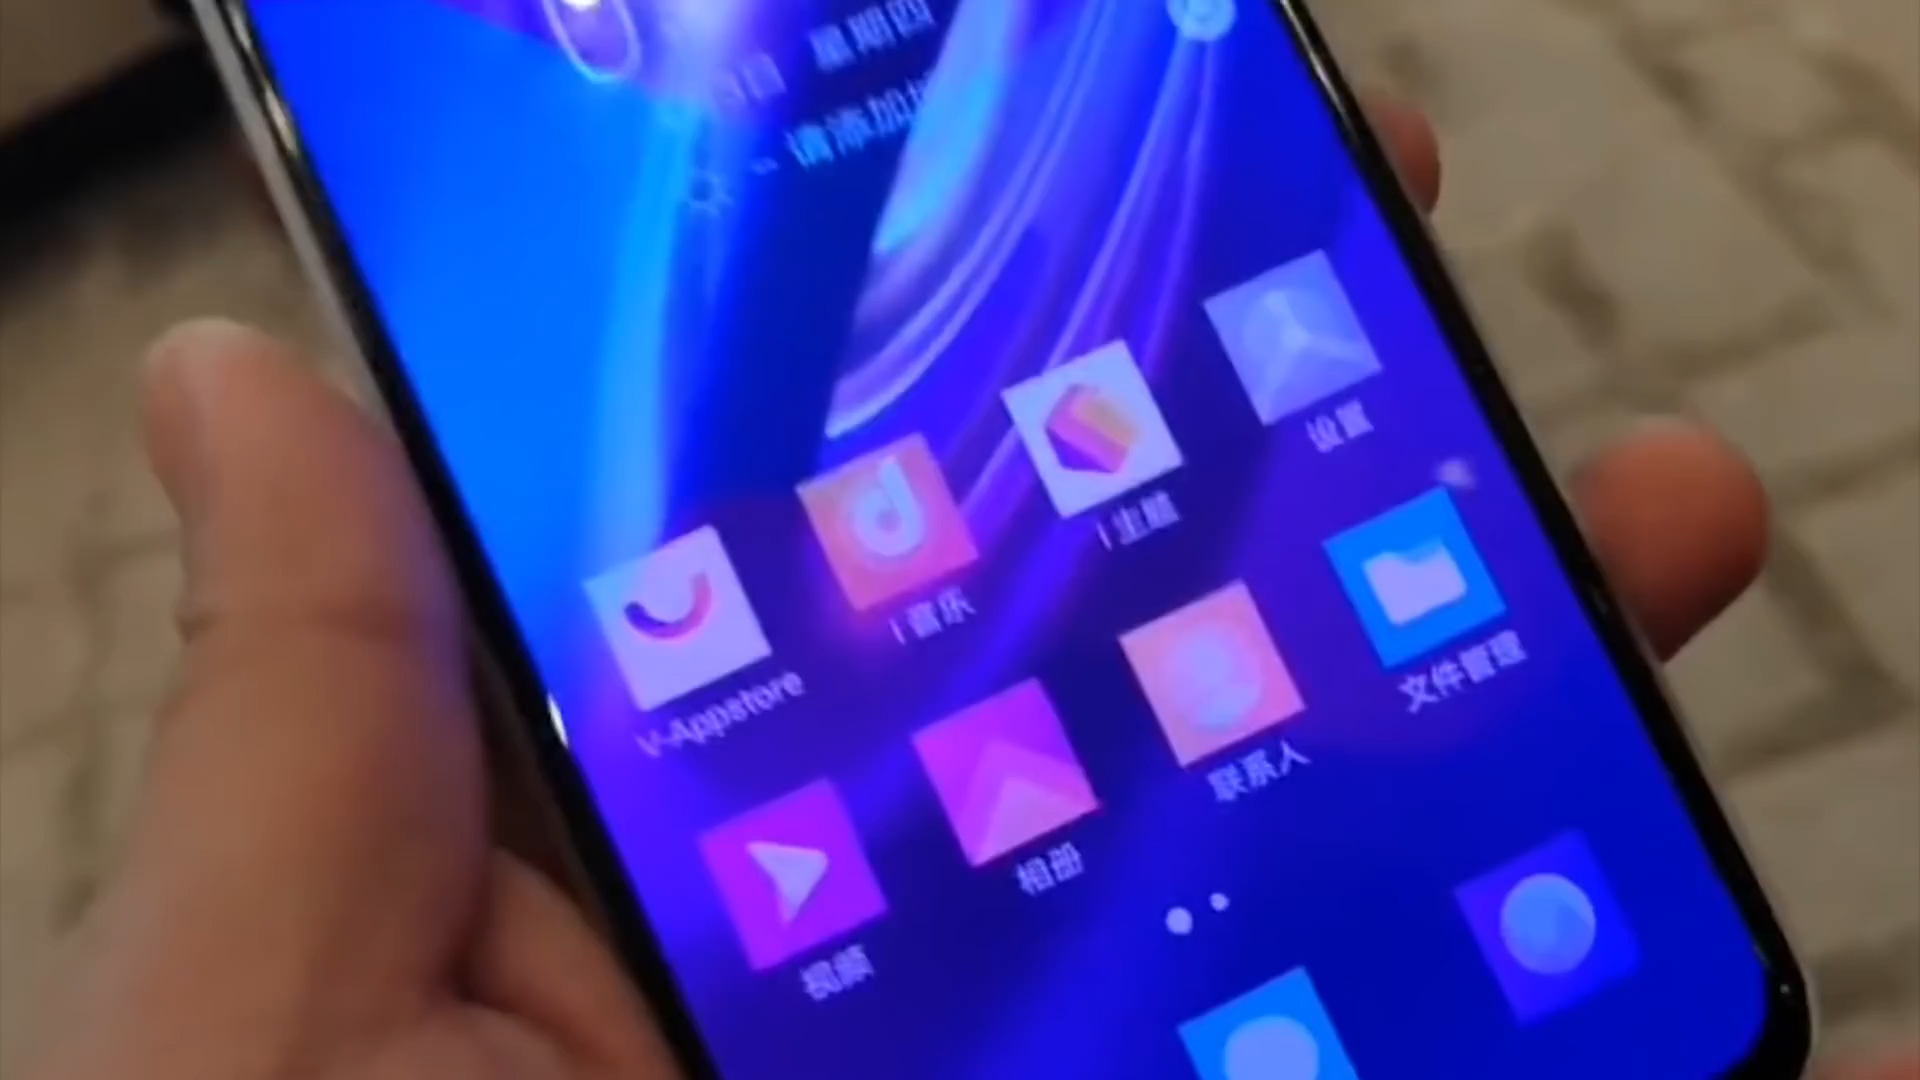 星期四
请添加
设置
i 主题
i 音乐
V-Appstore
文件管理
联系人
相册
视频